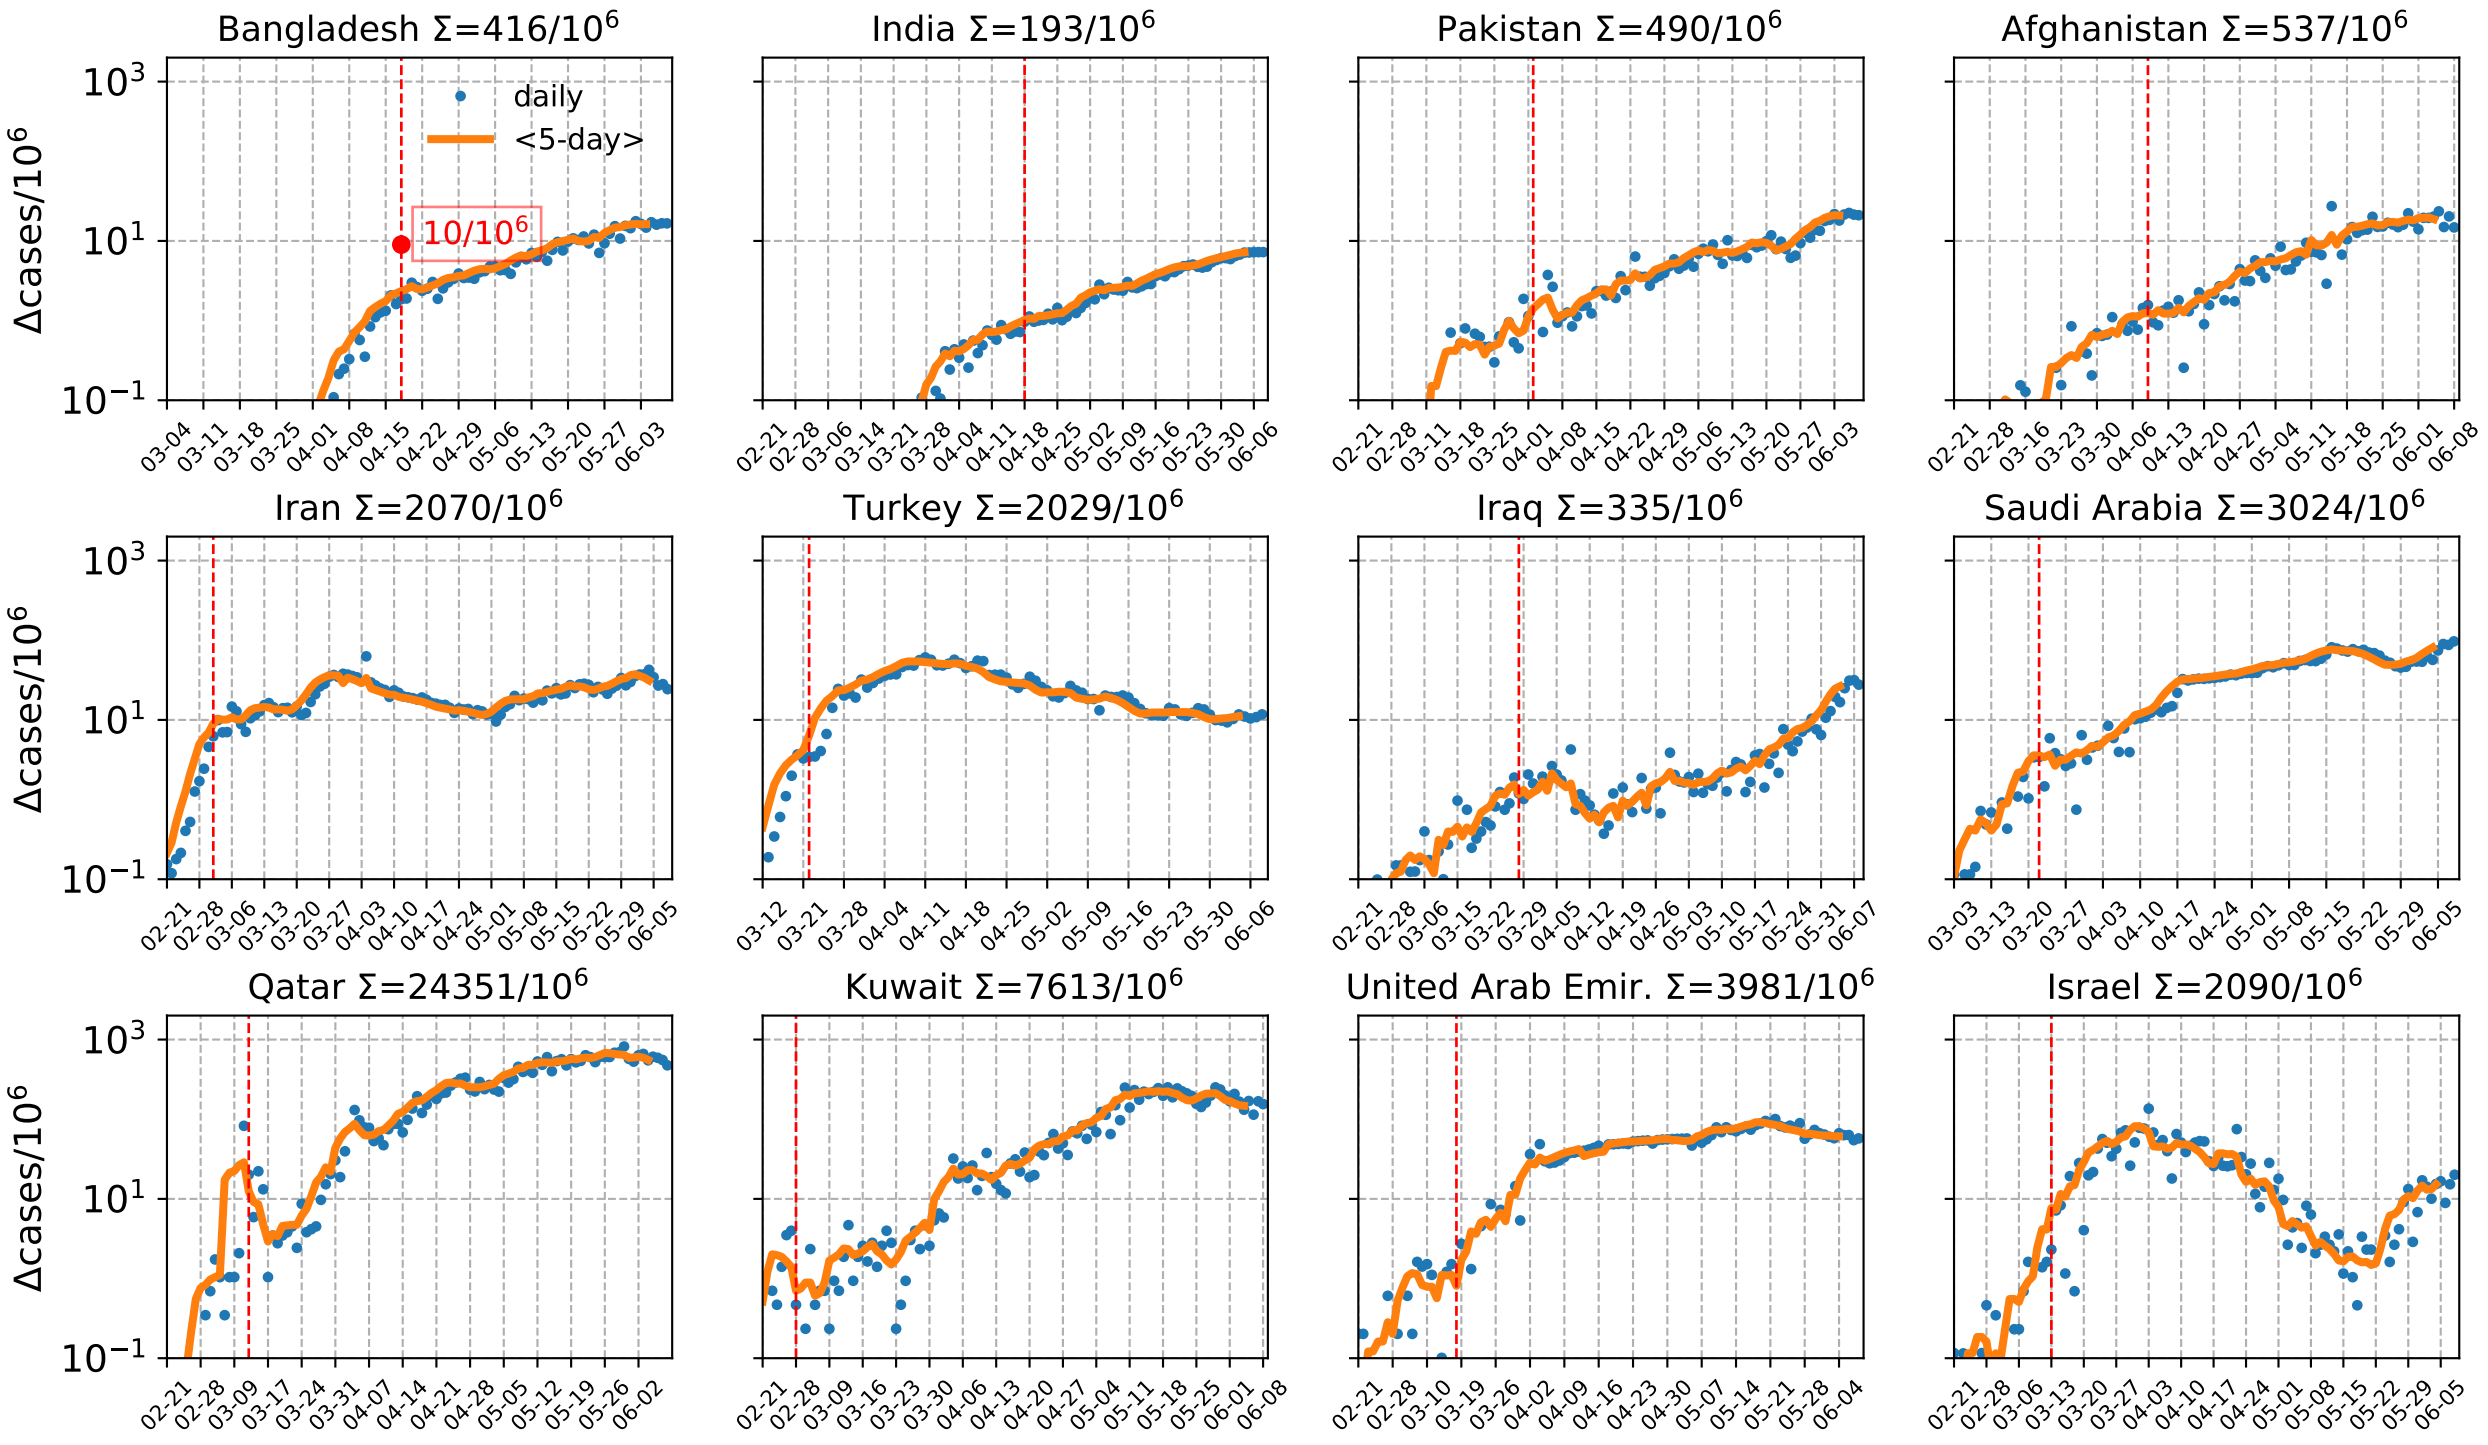 Bangladesh Σ=416/10⁶
India Σ=193/10⁶
Pakistan Σ=490/10⁶
Afghanistan Σ=537/10⁶
Δcases/10⁶
10³
10¹
10⁻¹
daily
<5-day>
10/10⁶
03-04 03-11 03-18 03-25 04-01 04-08 04-15 04-22 04-29 05-06 05-13 05-20 05-27 06-03
02-21 02-28 03-06 03-14 03-21 03-28 04-04 04-11 04-18 04-25 05-02 05-09 05-16 05-23 05-30 06-06
02-21 02-28 03-11 03-18 03-25 04-01 04-08 04-15 04-22 04-29 05-06 05-13 05-20 05-27 06-03
02-21 02-28 03-16 03-23 03-30 04-06 04-13 04-20 04-27 05-04 05-11 05-18 05-25 06-01 06-08
Iran Σ=2070/10⁶
Turkey Σ=2029/10⁶
Iraq Σ=335/10⁶
Saudi Arabia Σ=3024/10⁶
Δcases/10⁶
10³
10¹
10⁻¹
02-21 02-28 03-06 03-13 03-20 03-27 04-03 04-10 04-17 04-24 05-01 05-08 05-15 05-22 05-29 06-05
03-12 03-21 03-28 04-04 04-11 04-18 04-25 05-02 05-09 05-16 05-23 05-30 06-06
02-21 02-28 03-06 03-15 03-22 03-29 04-05 04-12 04-19 04-26 05-03 05-10 05-17 05-24 05-31 06-07
03-03 03-13 03-20 03-27 04-03 04-10 04-17 04-24 05-01 05-08 05-15 05-22 05-29 06-05
Qatar Σ=24351/10⁶
Kuwait Σ=7613/10⁶
United Arab Emir. Σ=3981/10⁶
Israel Σ=2090/10⁶
Δcases/10⁶
10³
10¹
10⁻¹
02-21 02-28 03-09 03-17 03-24 03-31 04-07 04-14 04-21 04-28 05-05 05-12 05-19 05-26 06-02
02-21 02-28 03-09 03-16 03-23 03-30 04-06 04-13 04-20 04-27 05-04 05-11 05-18 05-25 06-01 06-08
02-21 02-28 03-10 03-19 03-26 04-02 04-09 04-16 04-23 04-30 05-07 05-14 05-21 05-28 06-04
02-21 02-28 03-06 03-13 03-20 03-27 04-03 04-10 04-17 04-24 05-01 05-08 05-15 05-22 05-29 06-05